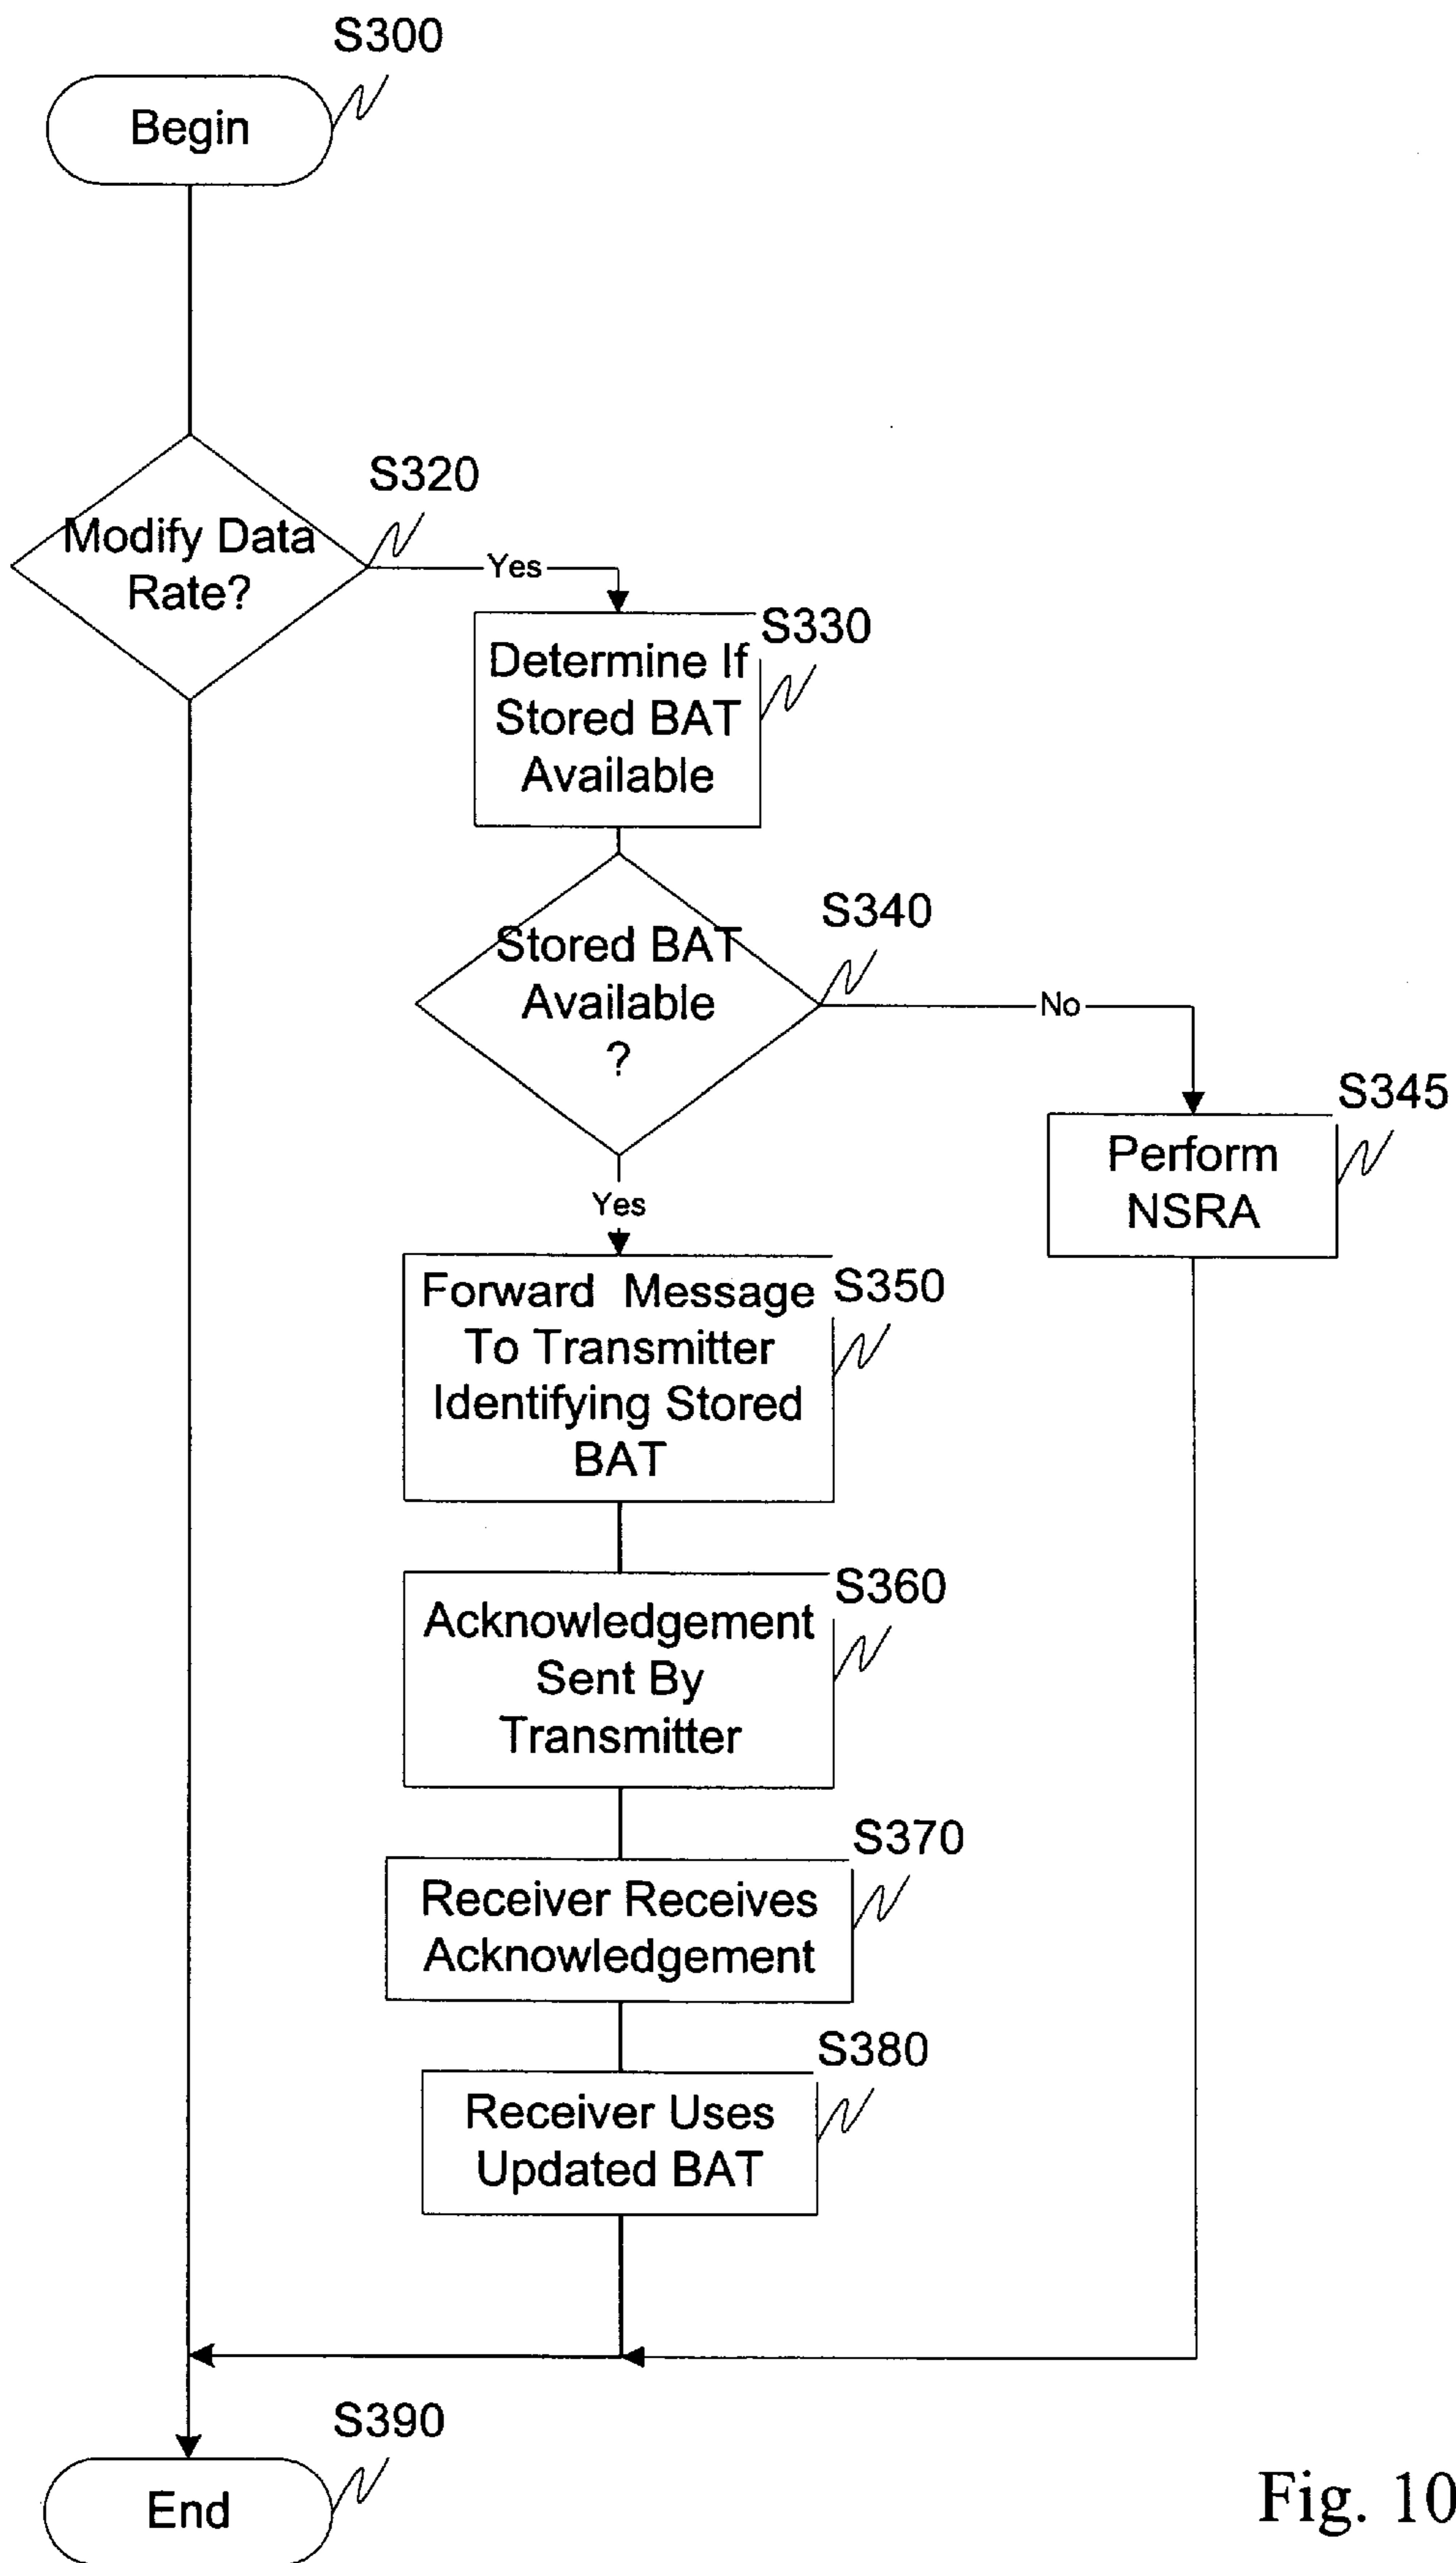 S300
Begin
S320
Modify Data
Rate?
Yes
S330
Determine If
Stored BAT
Available
S340
Stored BAT
Available
?
No
S345
Perform
NSRA
Yes
S350
Forward Message
To Transmitter
Identifying Stored
BAT
S360
Acknowledgement
Sent By
Transmitter
S370
Receiver Receives
Acknowledgement
S380
Receiver Uses
Updated BAT
S390
End
Fig. 10